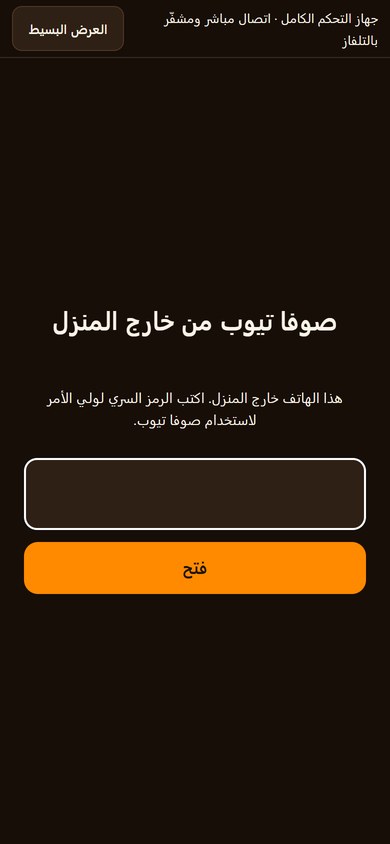 جهاز التحكم الكامل · اتصال مباشر ومشفّر
بالتلفاز
العرض البسيط
صوفا تيوب من خارج المنزل
هذا الهاتف خارج المنزل. اكتب الرمز السري لولي الأمر
لاستخدام صوفا تيوب.
فتح